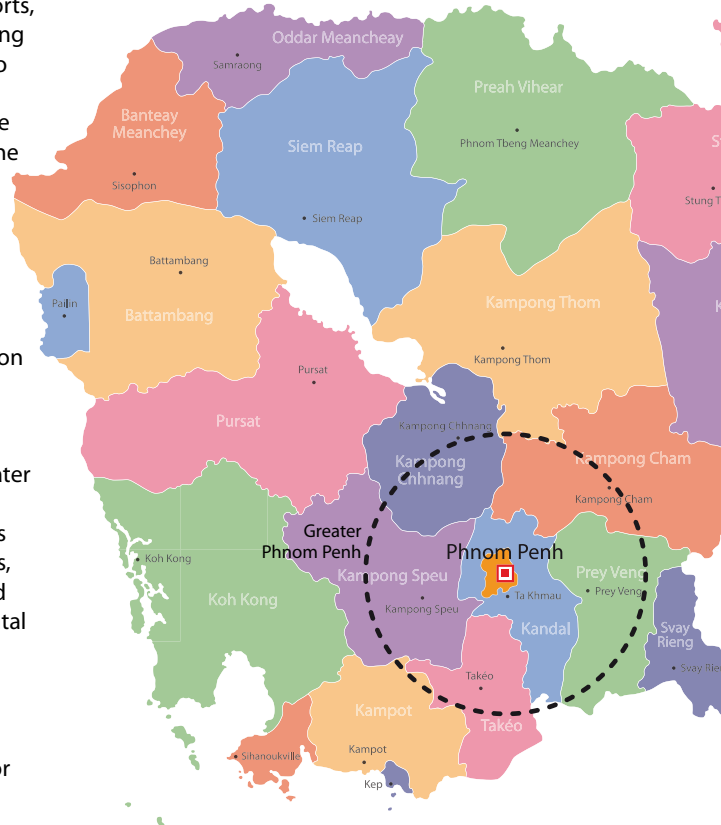 orts,
ng
o
e
ne
on
ater
s
s,
d
tal
or
Oddar Meancheay
Samraong
Preah Vihear
Banteay
Meanchey
Siem Reap
Phnom Tbeng Meanchey
S
Sisophon
Stung T
Siem Reap
Battambang
Pailin
Battambang
Kampong Thom
K
Kampong Thom
Pursat
Pursat
Kampong Chhnang
Kampong
Chhnang
Kampong Cham
Kampong Cham
Greater
Phnom Penh
Phnom Penh
Koh Kong
Kampong Speu
Prey Veng
Prey Veng
Ta Khmau
Koh Kong
Kampong Speu
Kandal
Svay
Rieng
Svay Rie
Takéo
Kampot
Takéo
Kampot
Sihanoukville
Kep